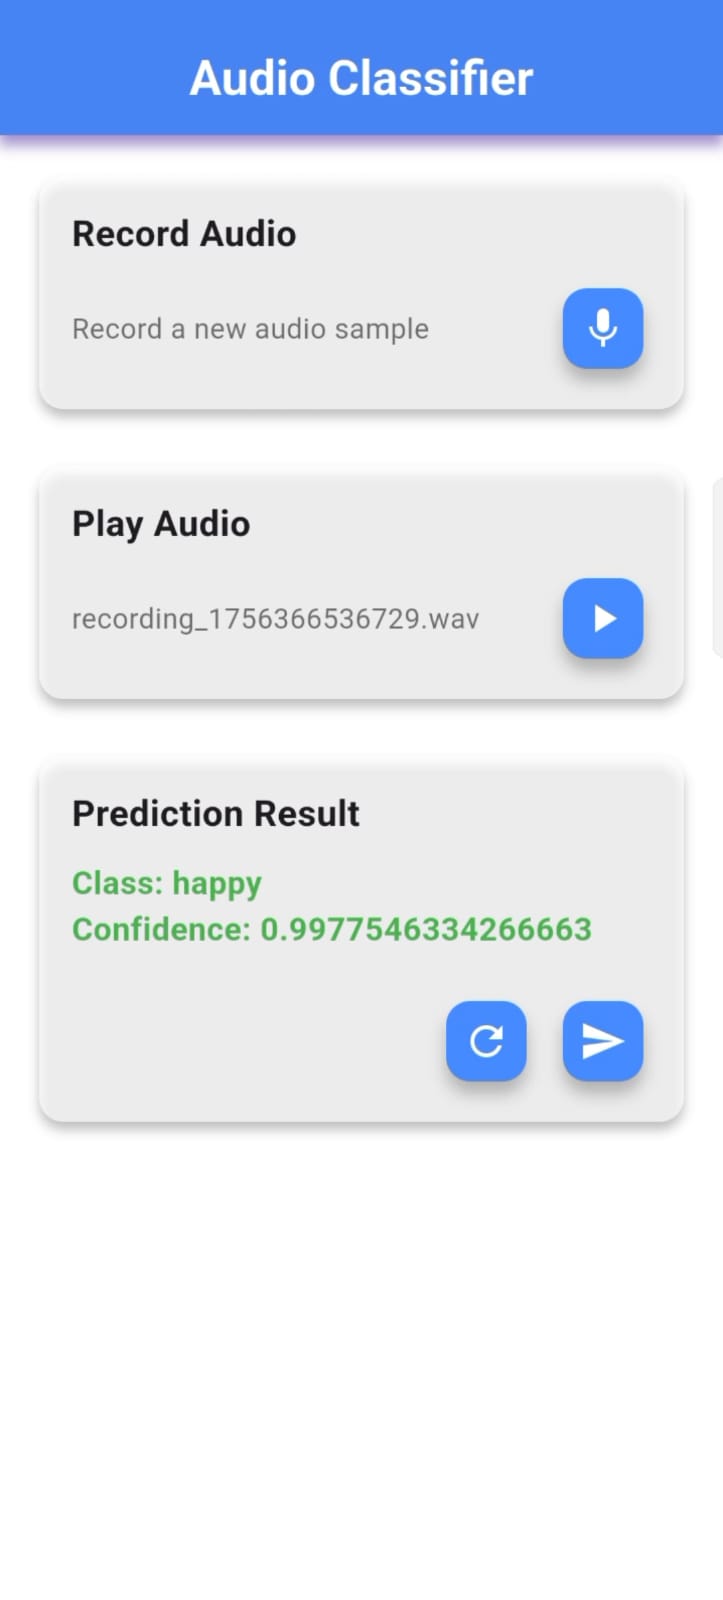 Audio Classifier
Record Audio
Record a new audio sample
Play Audio
recording_1756366536729.wav
Prediction Result
Class: happy
Confidence: 0.9977546334266663